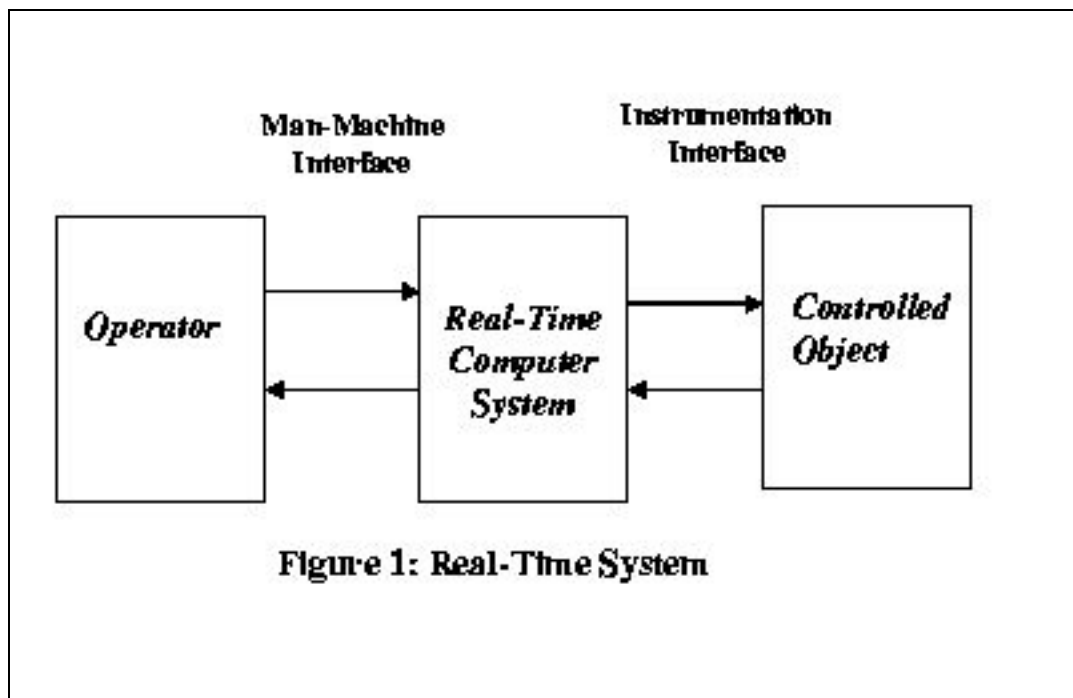 Man-Machine
Interface
Instrumentation
Interface
Operator
Real-Time
Computer
System
Controlled
Object
Figure 1: Real-Time System